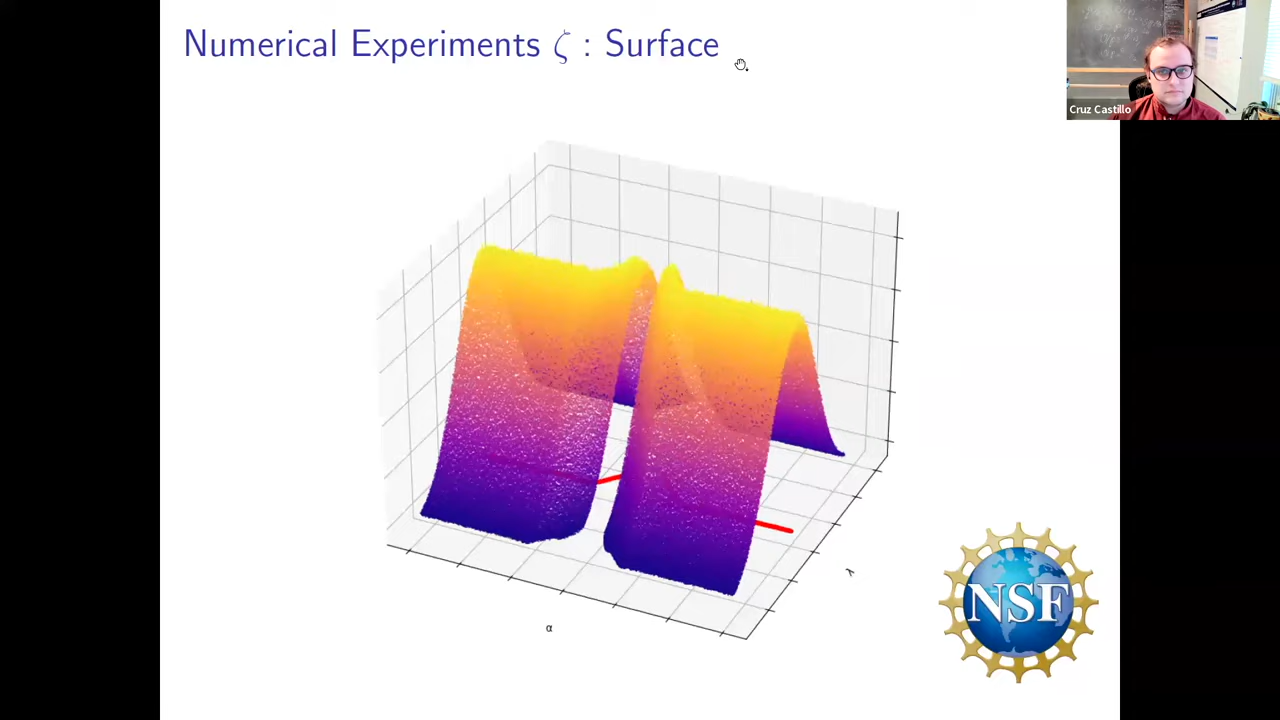 Numerical Experiments ζ : Surface
Cruz Castillo
α
λ
NSF